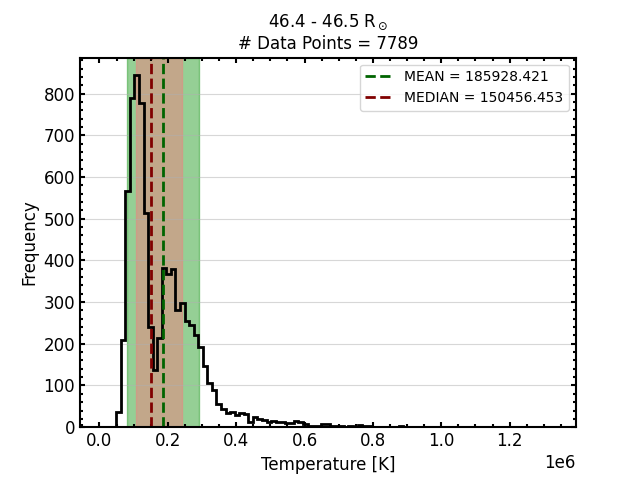 46.4 - 46.5 R⊙
# Data Points = 7789
MEAN = 185928.421
MEDIAN = 150456.453
Frequency
800
700
600
500
400
300
200
100
0
0.0 0.2 0.4 0.6 0.8 1.0 1.2
1e6
Temperature [K]